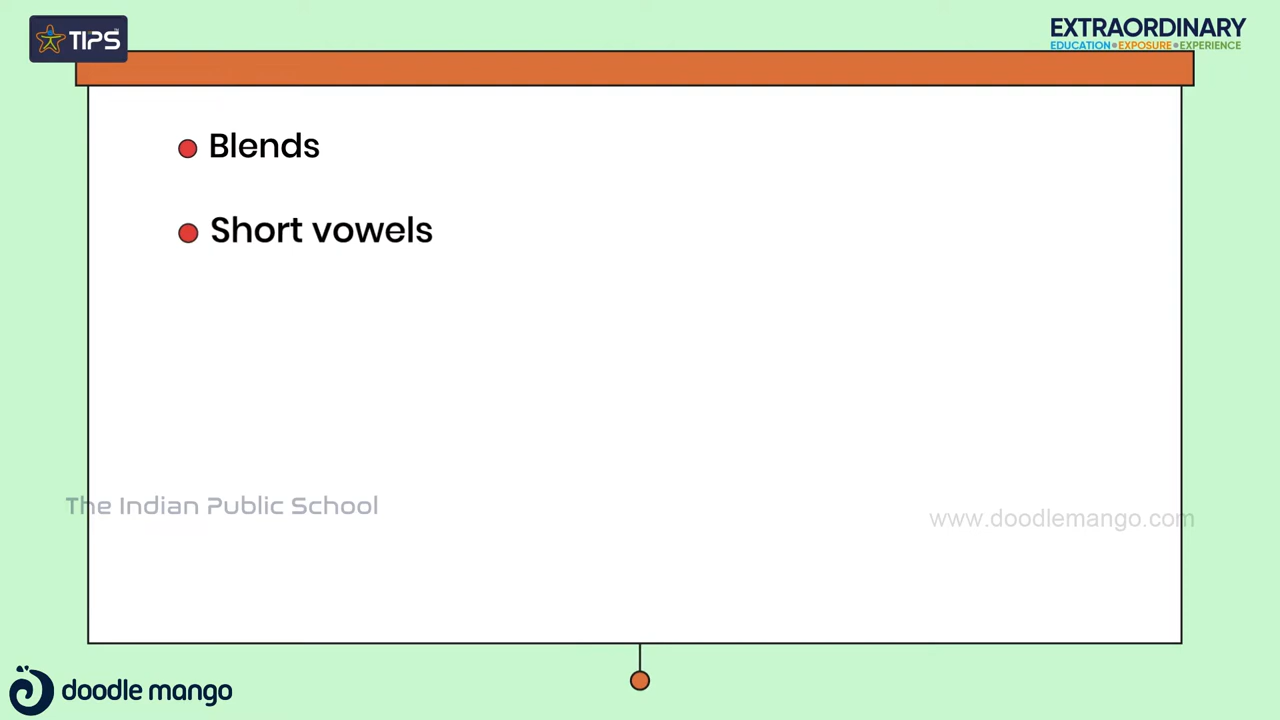 TIPS
EXTRAORDINARY
EDUCATION • EXPOSURE • EXPERIENCE
Blends
Short vowels
The Indian Public School
www.doodlemango.com
doodle mango